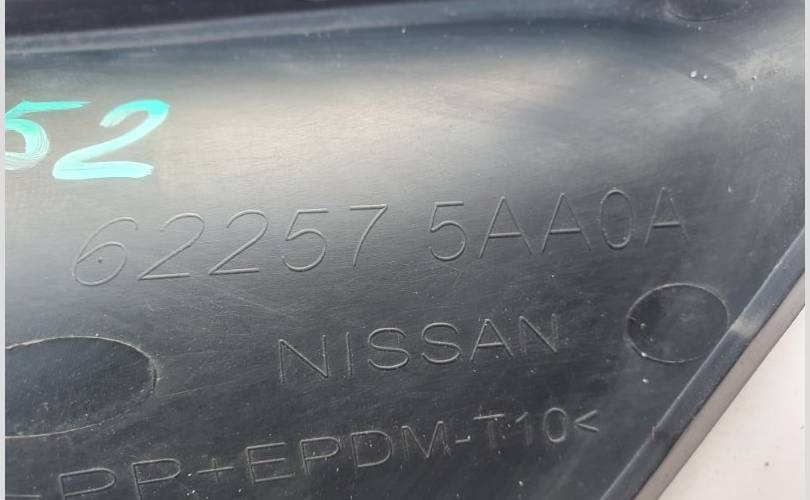 52
62257 5AA0A
NISSAN
PP+EPDM-T10<